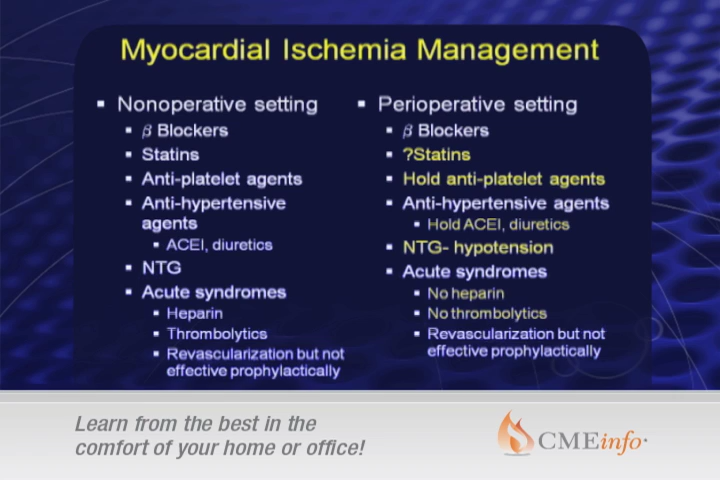 Myocardial Ischemia Management
▪ Nonoperative setting
▪ β Blockers
▪ Statins
▪ Anti-platelet agents
▪ Anti-hypertensive
agents
▪ ACEI, diuretics
▪ NTG
▪ Acute syndromes
▪ Heparin
▪ Thrombolytics
▪ Revascularization but not
effective prophylactically
▪ Perioperative setting
▪ β Blockers
▪ ?Statins
▪ Hold anti-platelet agents
▪ Anti-hypertensive agents
▪ Hold ACEI, diuretics
▪ NTG- hypotension
▪ Acute syndromes
▪ No heparin
▪ No thrombolytics
▪ Revascularization but not
effective prophylactically
Learn from the best in the
comfort of your home or office!
CMEinfo